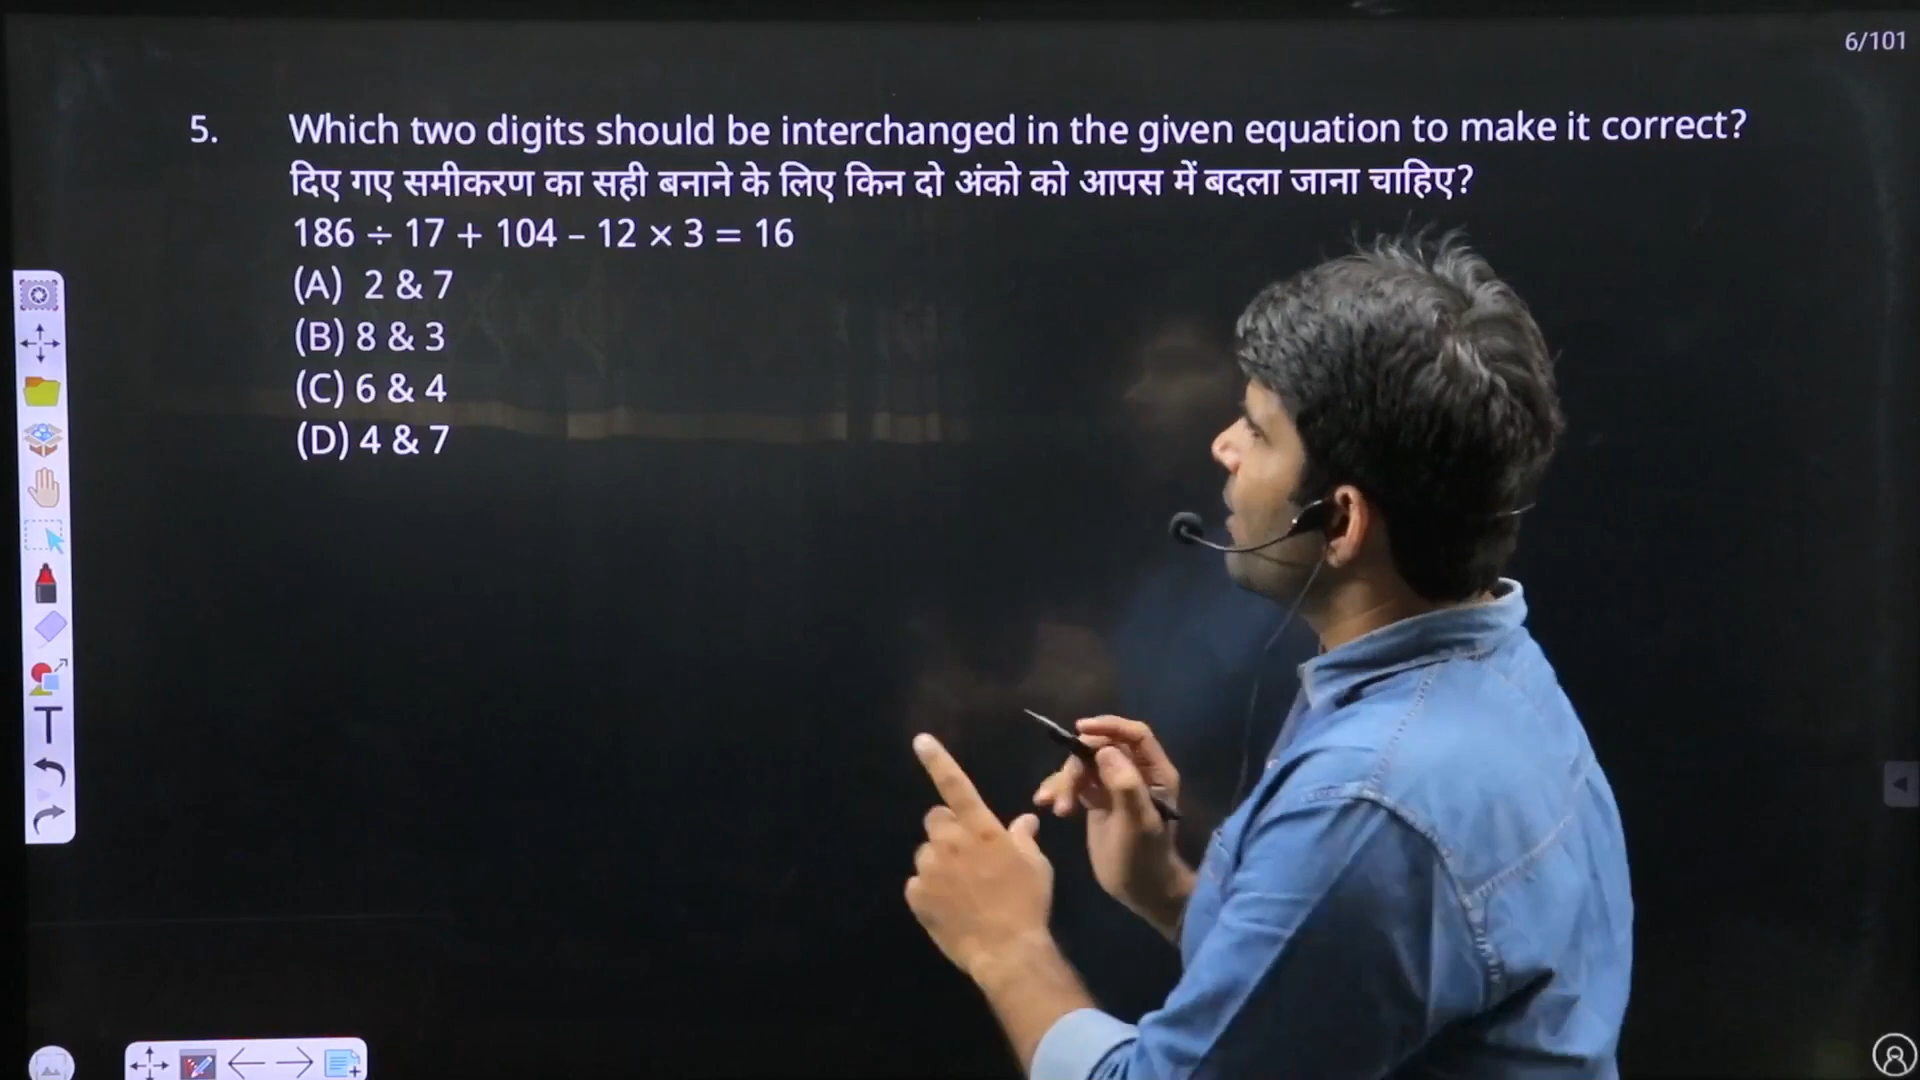 6/101
5. Which two digits should be interchanged in the given equation to make it correct?
दिए गए समीकरण का सही बनाने के लिए किन दो अंको को आपस में बदला जाना चाहिए?
186 ÷ 17 + 104 – 12 × 3 = 16
(A) 2 & 7
(B) 8 & 3
(C) 6 & 4
(D) 4 & 7
T